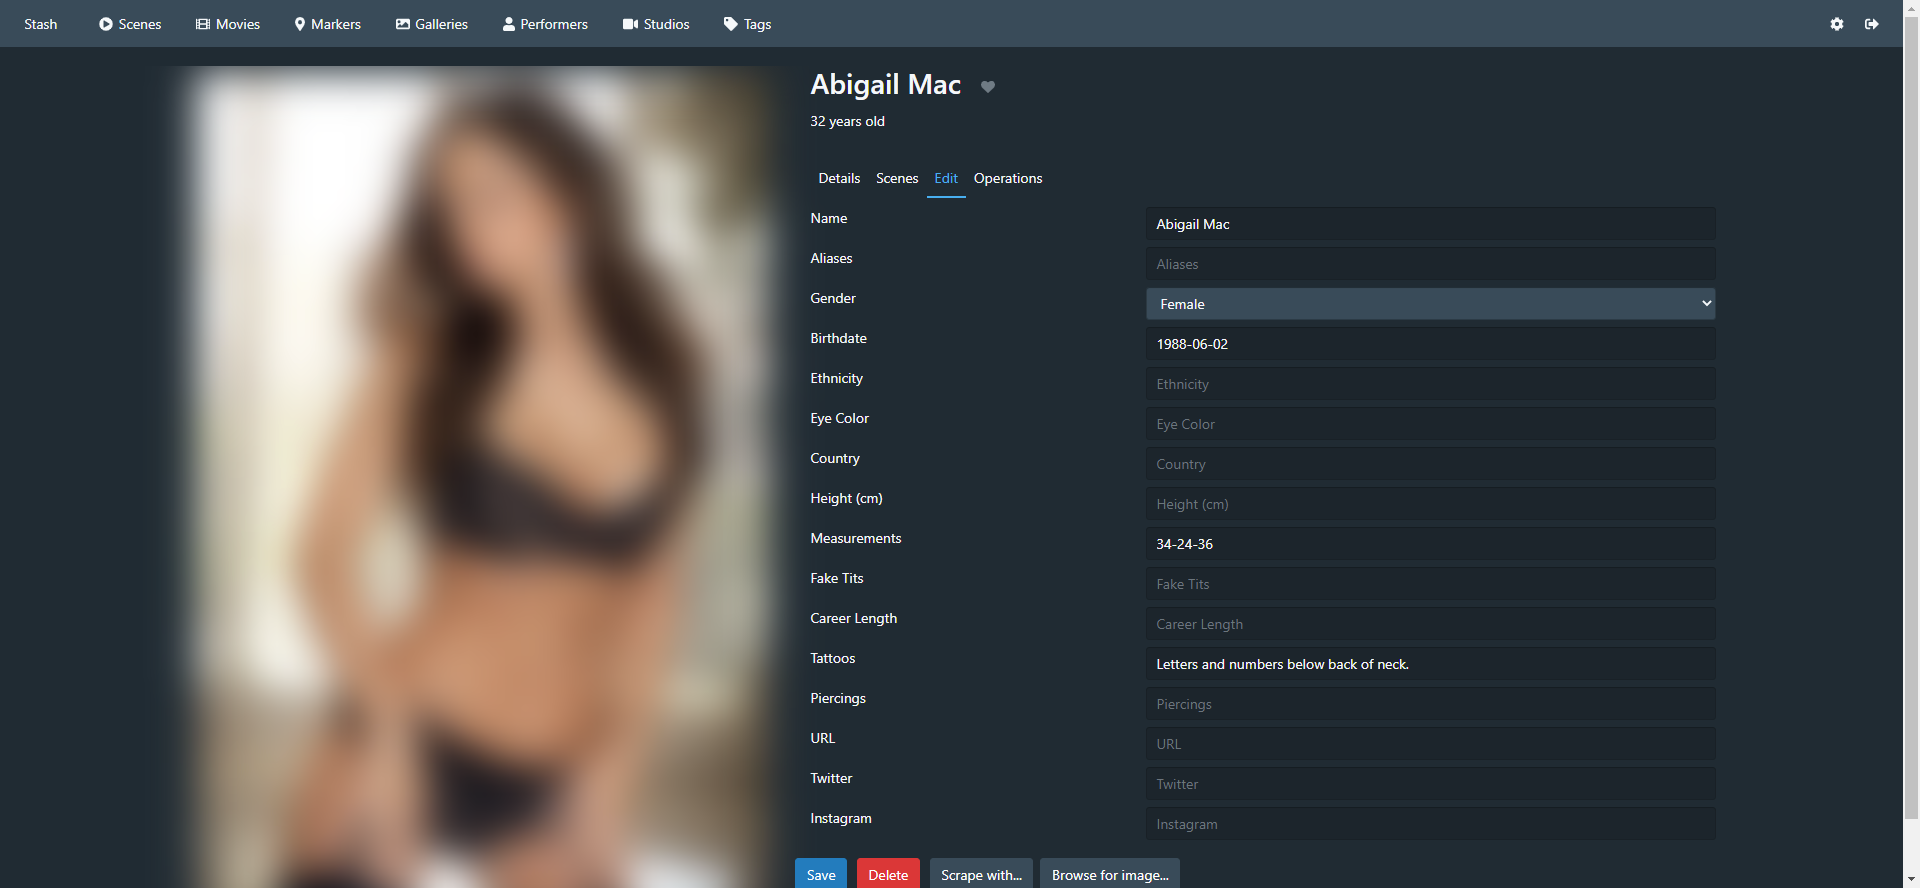 Stash Scenes Movies Markers Galleries Performers Studios Tags
Abigail Mac
32 years old
Details Scenes Edit Operations
Name Abigail Mac
Aliases Aliases
Gender Female
Birthdate 1988-06-02
Ethnicity Ethnicity
Eye Color Eye Color
Country Country
Height (cm) Height (cm)
Measurements 34-24-36
Fake Tits Fake Tits
Career Length Career Length
Tattoos Letters and numbers below back of neck.
Piercings Piercings
URL URL
Twitter Twitter
Instagram Instagram
Save Delete Scrape with... Browse for image...